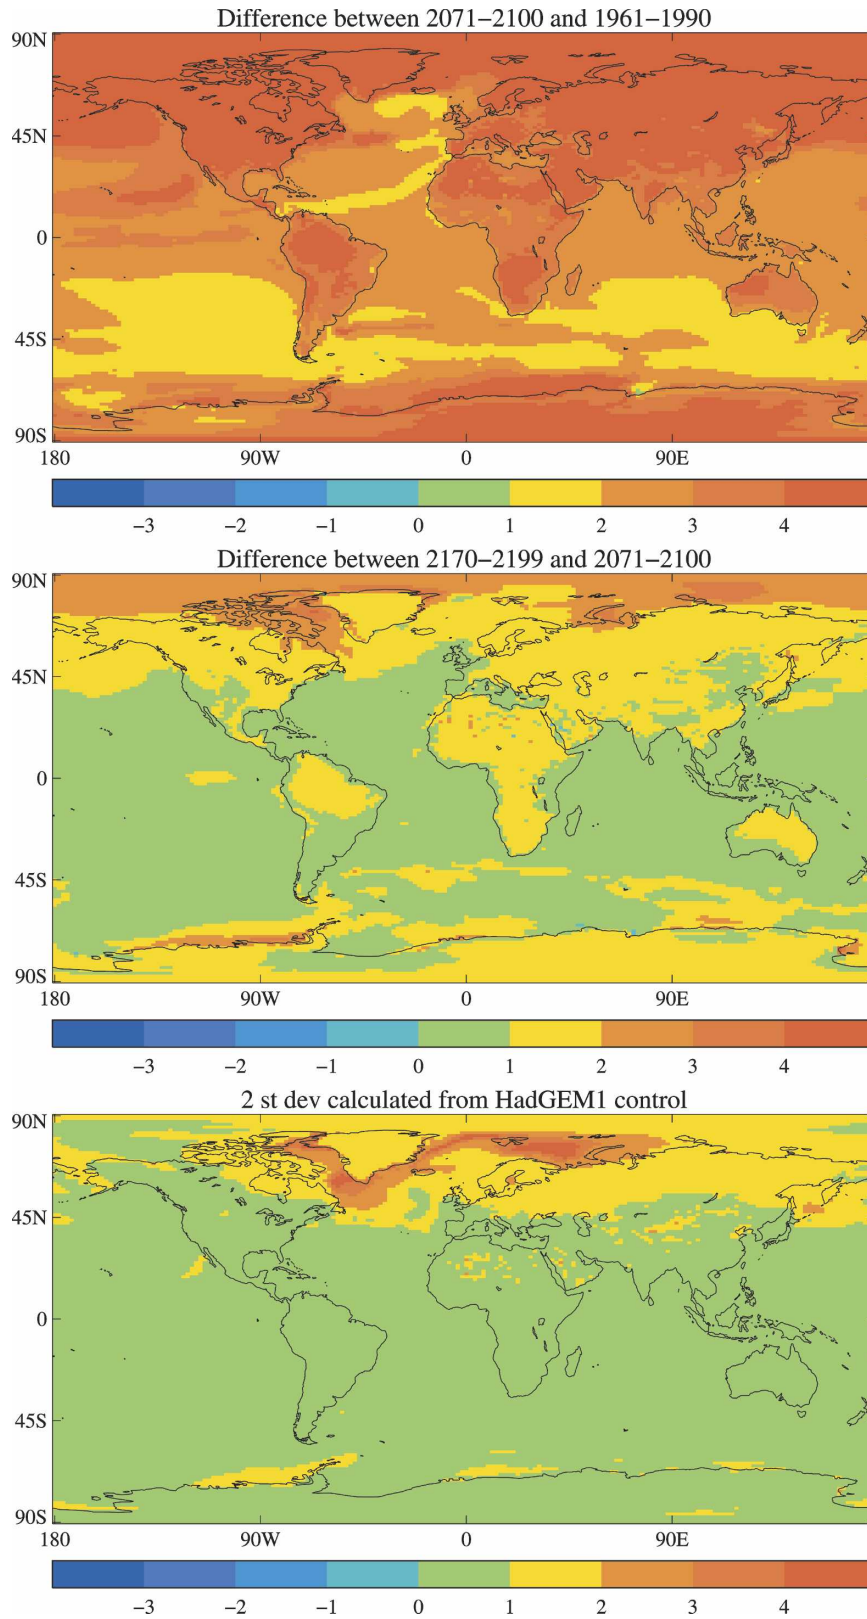 Difference between 2071−2100 and 1961−1990
90N
45N
0
45S
90S
180 90W 0 90E
−3 −2 −1 0 1 2 3 4
Difference between 2170−2199 and 2071−2100
90N
45N
0
45S
90S
180 90W 0 90E
−3 −2 −1 0 1 2 3 4
2 st dev calculated from HadGEM1 control
90N
45N
0
45S
90S
180 90W 0 90E
−3 −2 −1 0 1 2 3 4